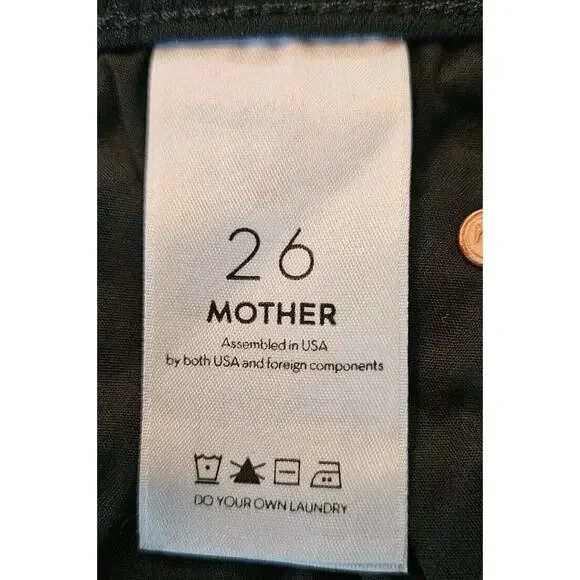 26
MOTHER
Assembled in USA
by both USA and foreign components
DO YOUR OWN LAUNDRY